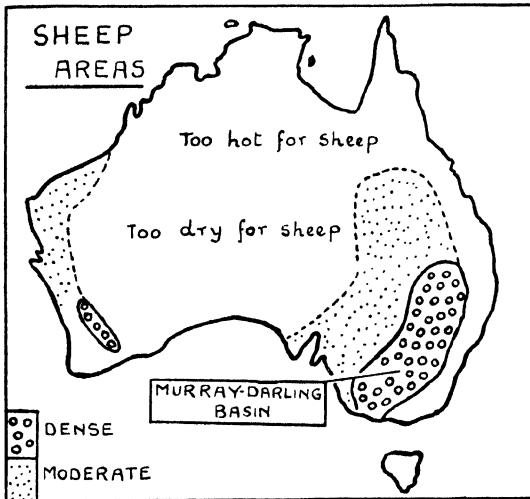 SHEEP
AREAS
Too hot for sheep
Too dry for sheep
MURRAY-DARLING
BASIN
DENSE
MODERATE